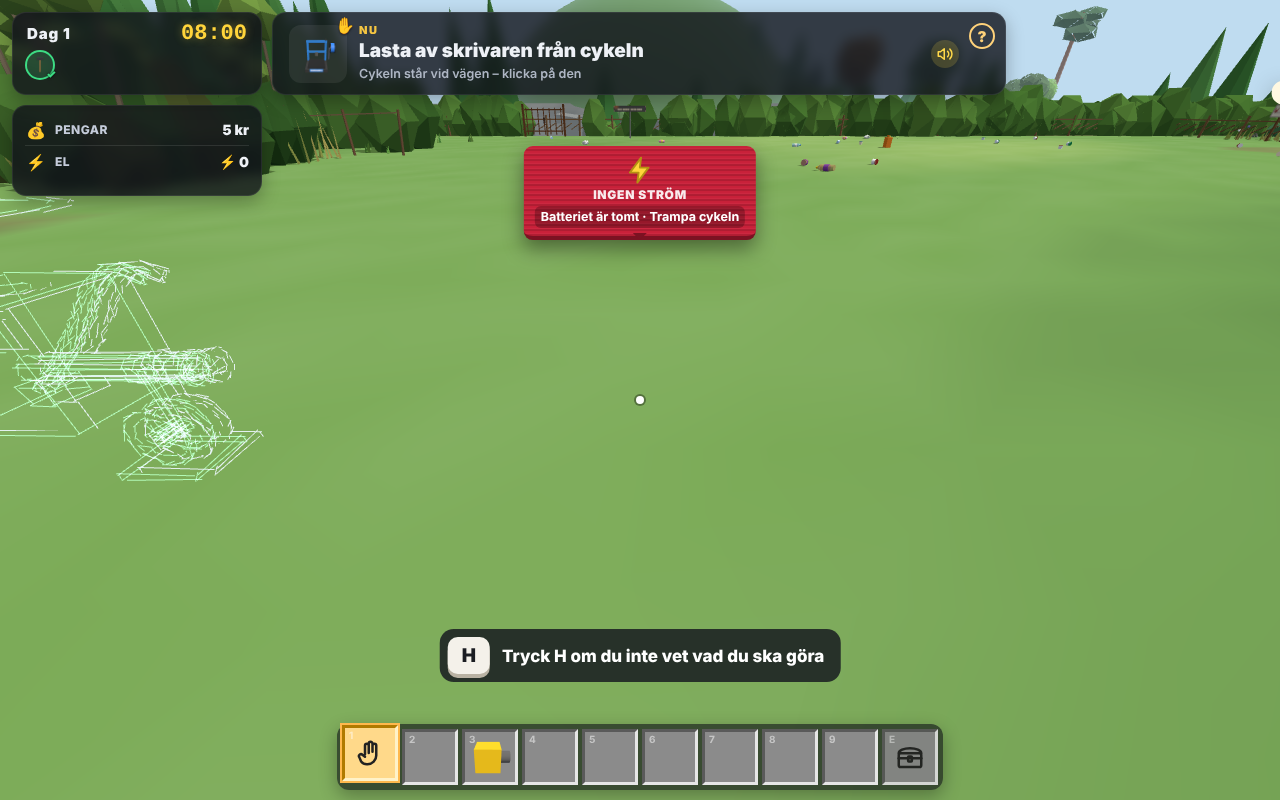 Dag 1
08:00
PENGAR
5 kr
EL
0
NU
Lasta av skrivaren från cykeln
Cykeln står vid vägen – klicka på den
?
INGEN STRÖM
Batteriet är tomt · Trampa cykeln
H
Tryck H om du inte vet vad du ska göra
1
2
3
4
5
6
7
8
9
E